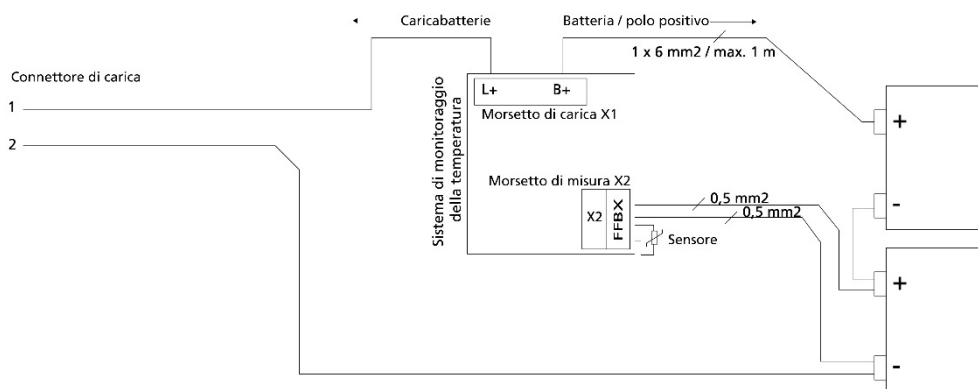 Caricabatterie
Batteria / polo positivo
1 x 6 mm2 / max. 1 m
Connettore di carica
1
2
Sistema di monitoraggio
della temperatura
L+
B+
Morsetto di carica X1
Morsetto di misura X2
X2
FFBX
0,5 mm2
0,5 mm2
Sensore
+
-
+
-